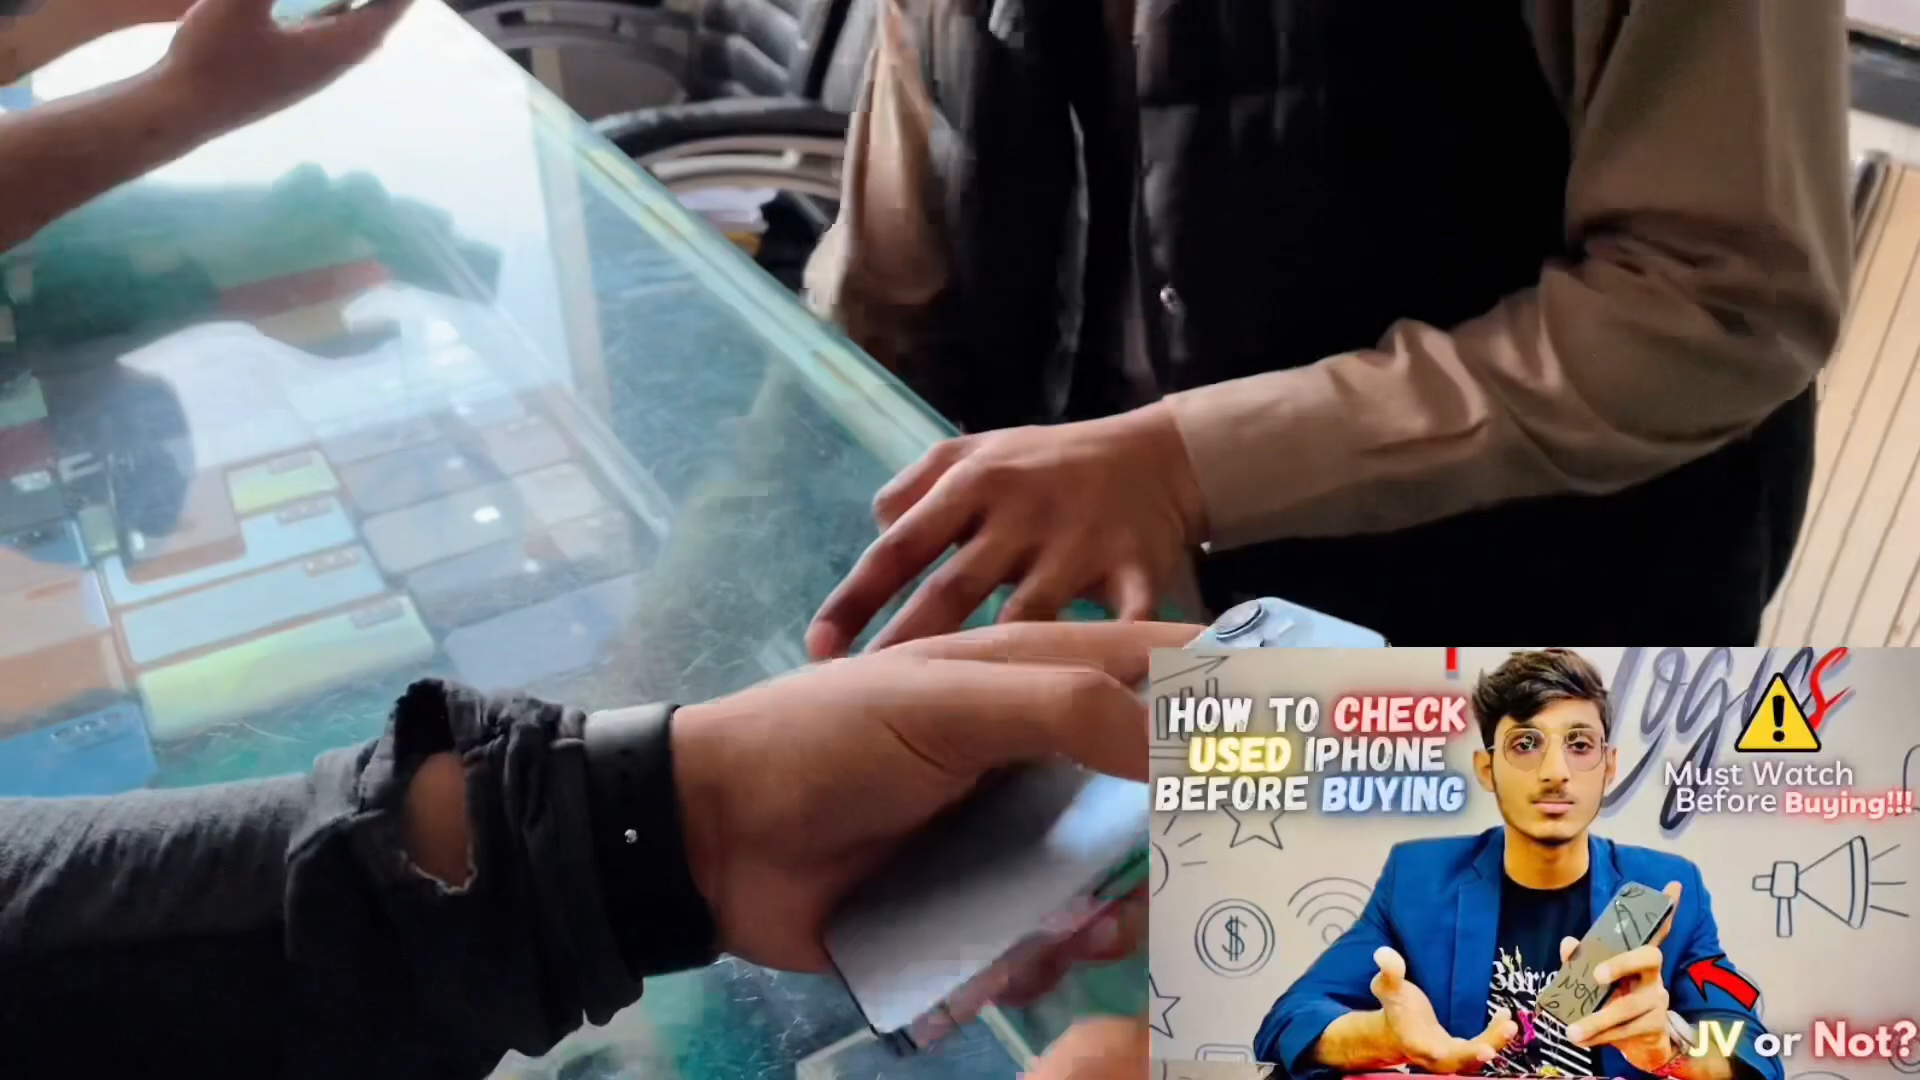 HOW TO CHECK
USED IPHONE
BEFORE BUYING
Must Watch
Before Buying!!!
JV or Not?